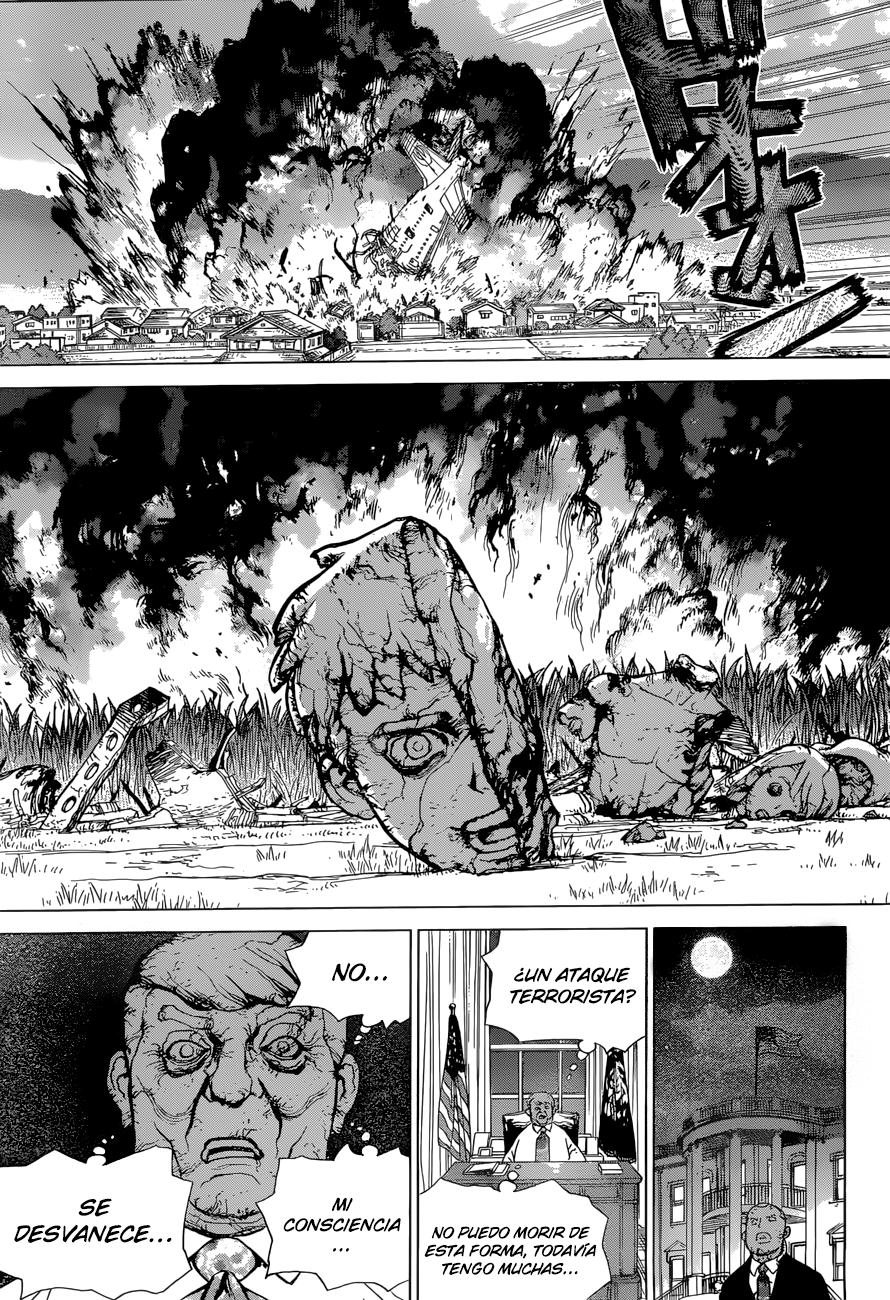 ¿UN ATAQUE
TERRORISTA?
NO PUEDO MORIR DE
ESTA FORMA, TODAVÍA
TENGO MUCHAS...
NO...
MI
CONSCIENCIA
...
SE
DESVANECE...